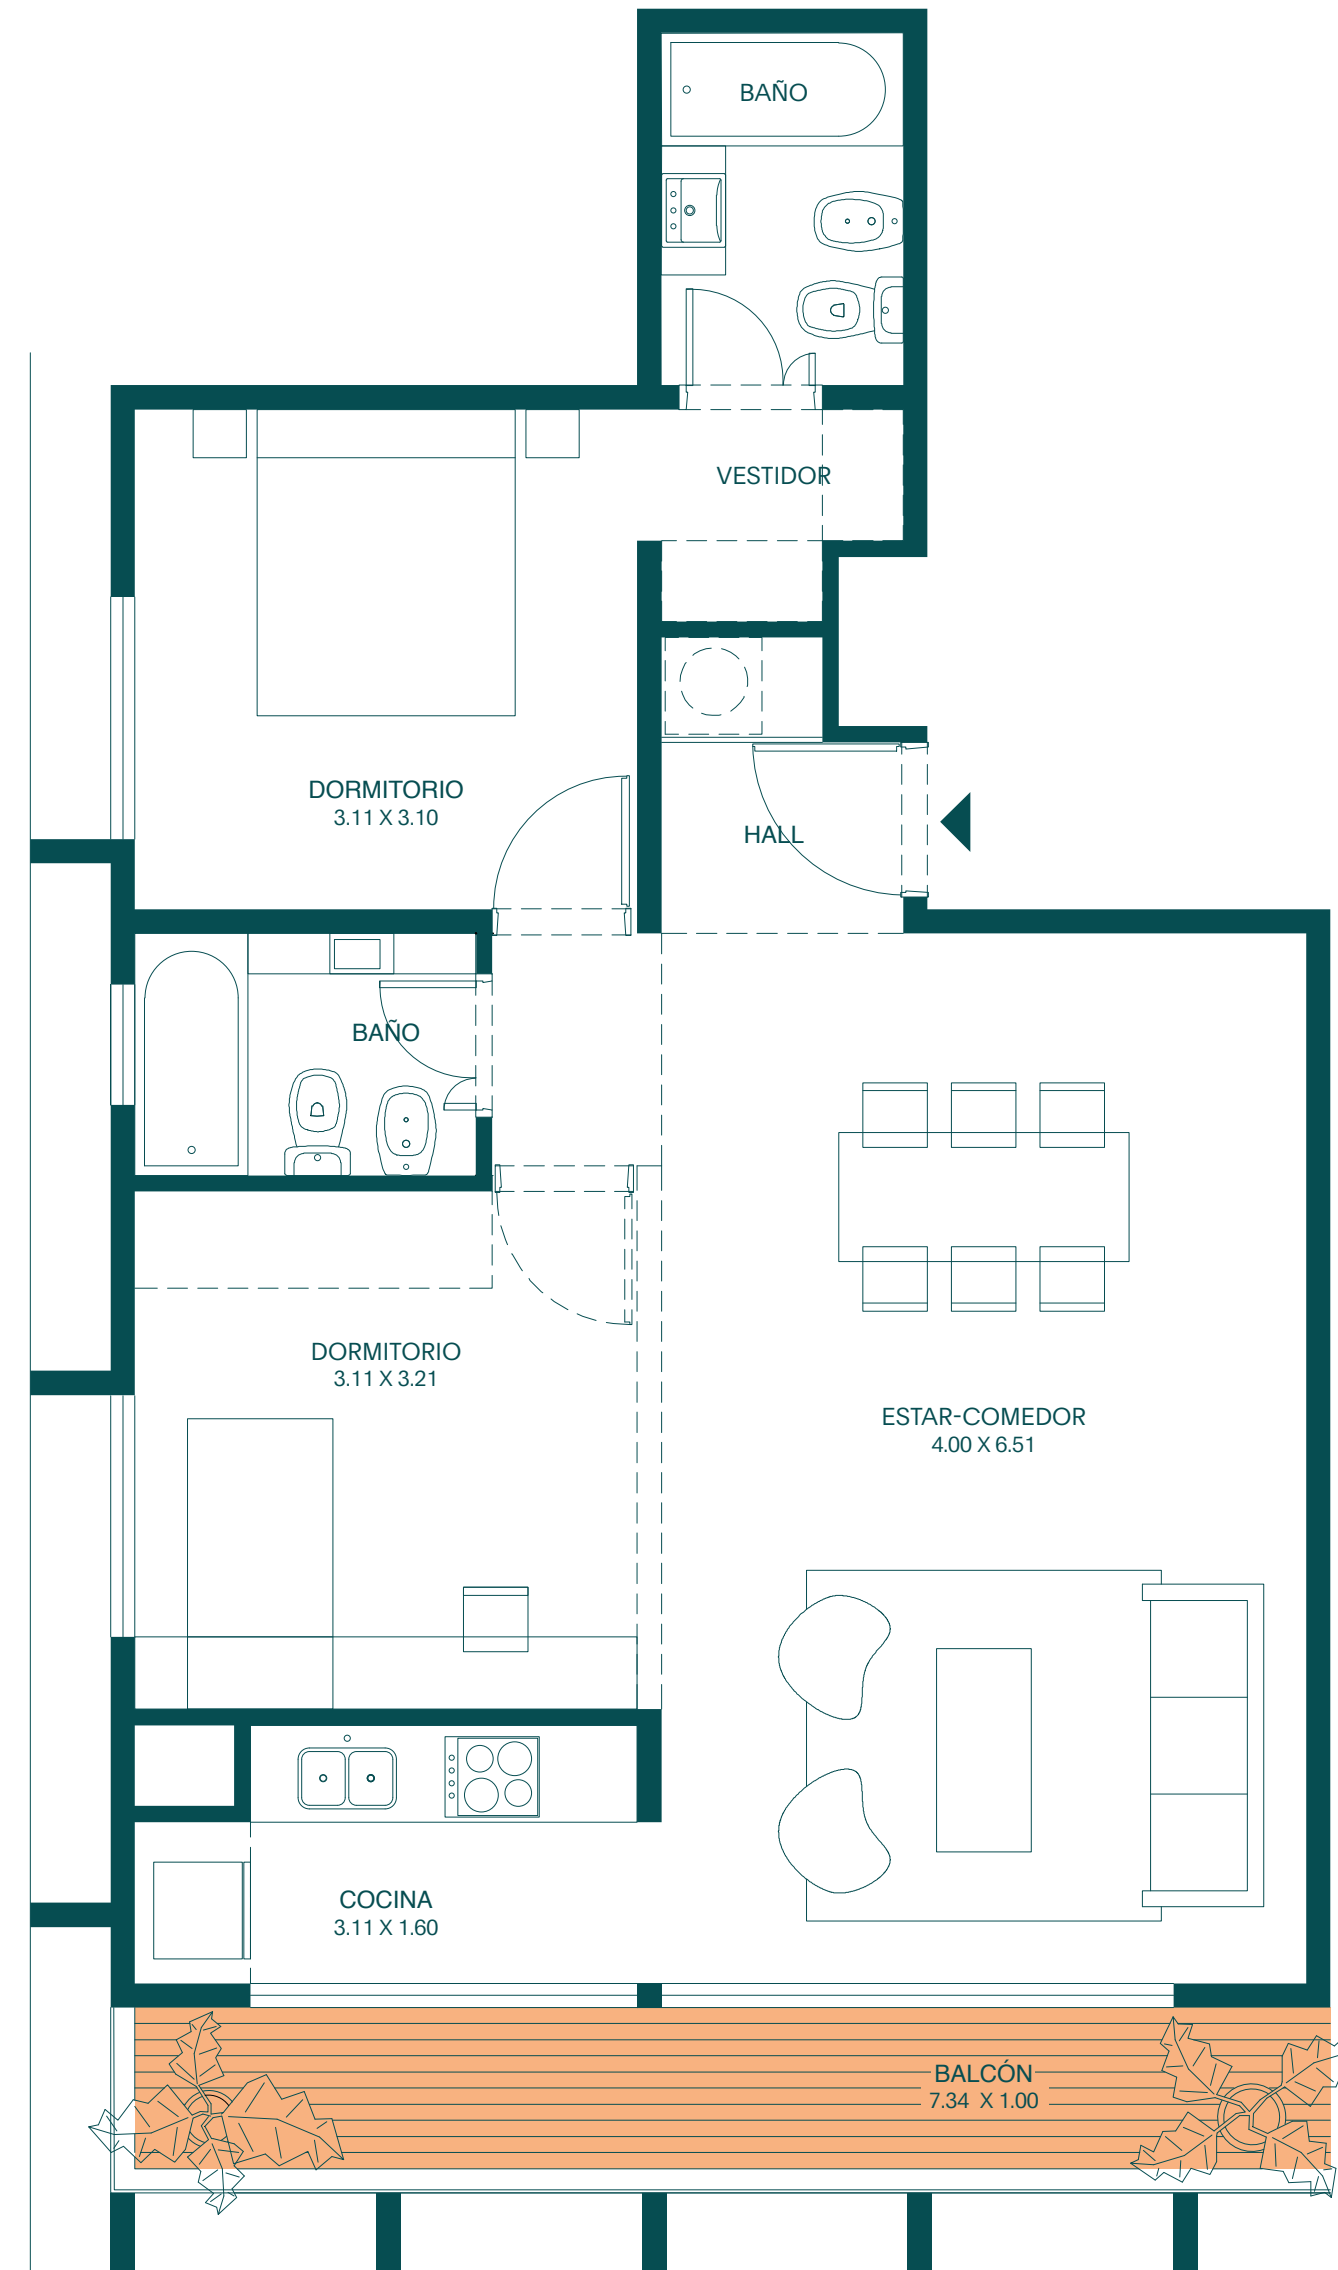 BAÑO
VESTIDOR
DORMITORIO
3.11 X 3.10
HALL
BAÑO
DORMITORIO
3.11 X 3.21
ESTAR-COMEDOR
4.00 X 6.51
COCINA
3.11 X 1.60
BALCÓN
7.34 X 1.00